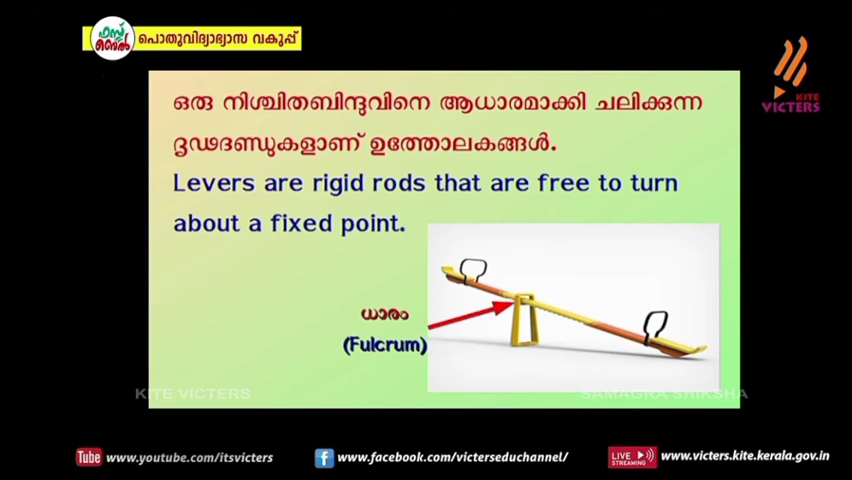 ഫസ്റ്റ്
ബെൽ
പൊതുവിദ്യാഭ്യാസ വകുപ്പ്
KITE
VICTERS
ഒരു നിശ്ചിതബിന്ദുവിനെ ആധാരമാക്കി ചലിക്കുന്ന
ദൃഢദണ്ഡുകളാണ് ഉത്തോലകങ്ങൾ.
Levers are rigid rods that are free to turn
about a fixed point.
ധാരം
(Fulcrum)
KITE VICTERS
SAMAGRA SHIKSHA
You Tube www.youtube.com/itsvicters
f www.facebook.com/victerseduchannel/
LIVE STREAMING www.victers.kite.kerala.gov.in